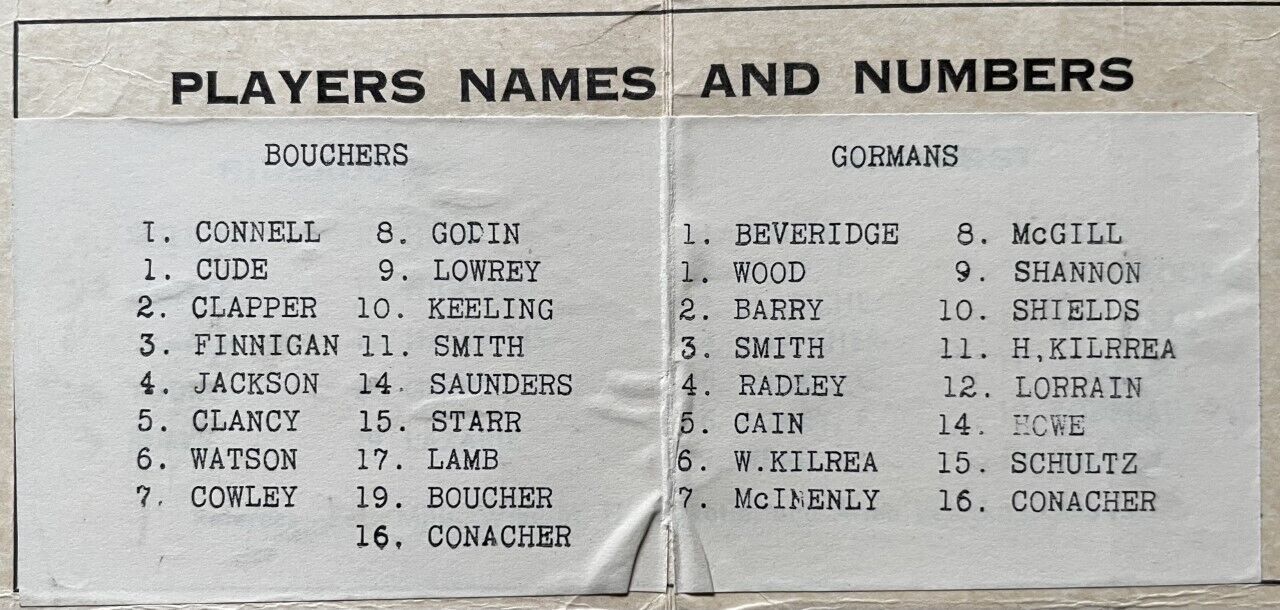 PLAYERS NAMES AND NUMBERS
BOUCHERS
1. CONNELL 8. GODIN
1. CUDE 9. LOWREY
2. CLAPPER 10. KEELING
3. FINNIGAN 11. SMITH
4. JACKSON 14. SAUNDERS
5. CLANCY 15. STARR
6. WATSON 17. LAMB
7. COWLEY 19. BOUCHER
16. CONACHER
GORMANS
1. BEVERIDGE 8. McGILL
1. WOOD 9. SHANNON
2. BARRY 10. SHIELDS
3. SMITH 11. H,KILRREA
4. RADLEY 12. LORRAIN
5. CAIN 14. HOWE
6. W.KILREA 15. SCHULTZ
7. McINENLY 16. CONACHER